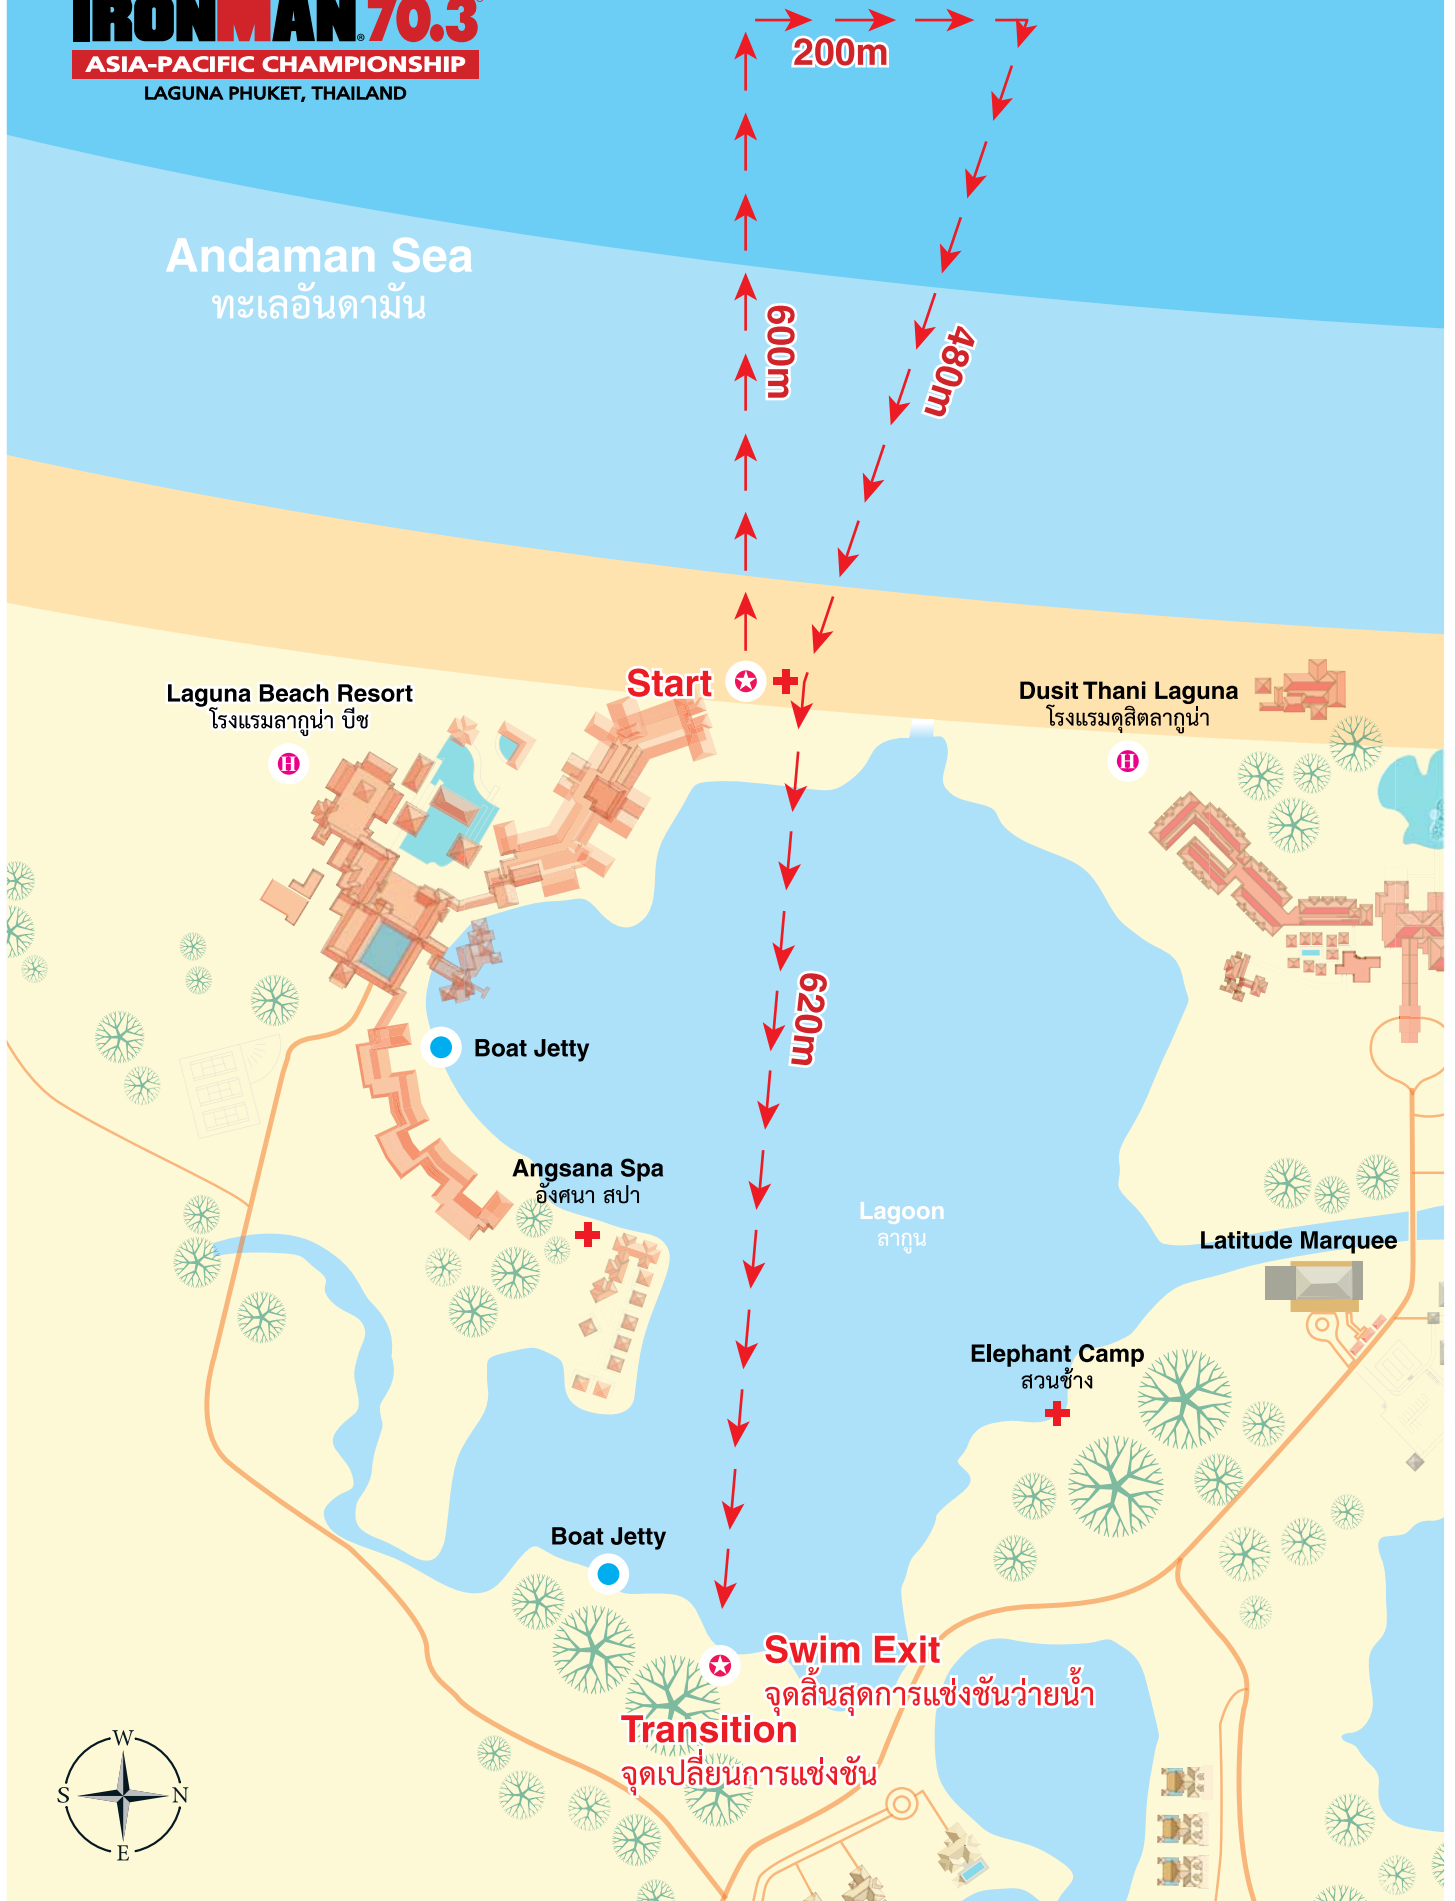 IRONMAN® 70.3®
ASIA-PACIFIC CHAMPIONSHIP
LAGUNA PHUKET, THAILAND
200m
Andaman Sea
ทะเลอันดามัน
600m
480m
Start
Laguna Beach Resort
โรงแรมลากูน่า บีช
H
Dusit Thani Laguna
โรงแรมดุสิตลากูน่า
H
620m
Boat Jetty
Angsana Spa
อังศนา สปา
Lagoon
ลากูน
Latitude Marquee
Elephant Camp
สวนช้าง
Boat Jetty
Swim Exit
จุดสิ้นสุดการแข่งขันว่ายน้ำ
Transition
จุดเปลี่ยนการแข่งขัน
W
S N
E